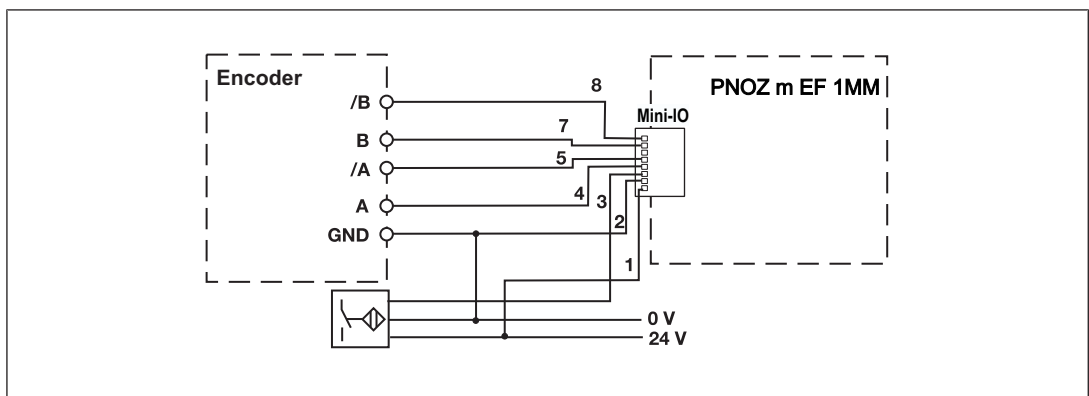 Encoder
PNOZ m EF 1MM
8
/B
Mini-IO
7
B
5
/A
4
3
A
2
GND
1
0 V
24 V